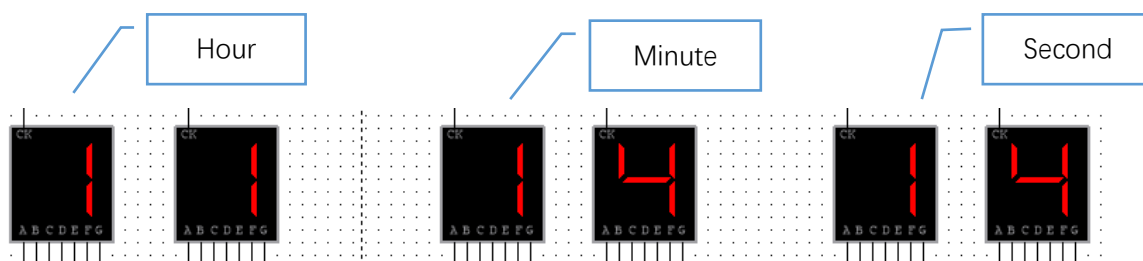 Hour
Minute
Second
CK CK CK CK CK CK
1 1 1 4 1 4
A B C D E F G A B C D E F G A B C D E F G A B C D E F G A B C D E F G A B C D E F G